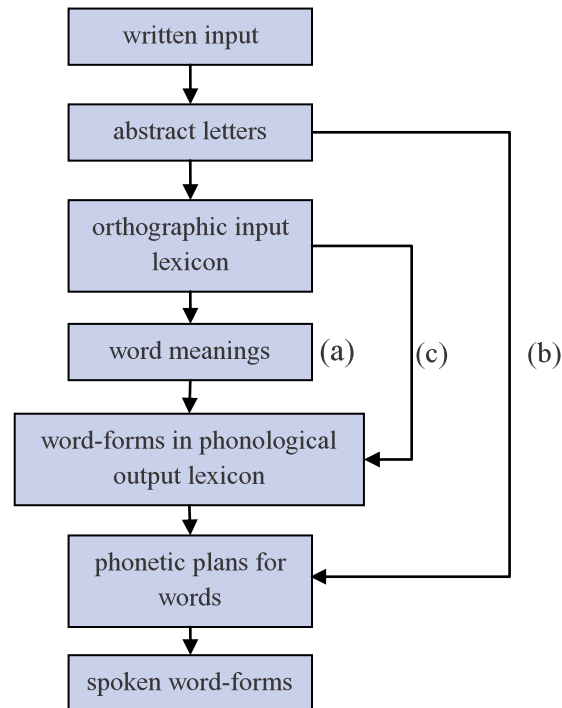 written input
abstract letters
orthographic input
lexicon
word meanings
(a)
(c)
(b)
word-forms in phonological
output lexicon
phonetic plans for
words
spoken word-forms